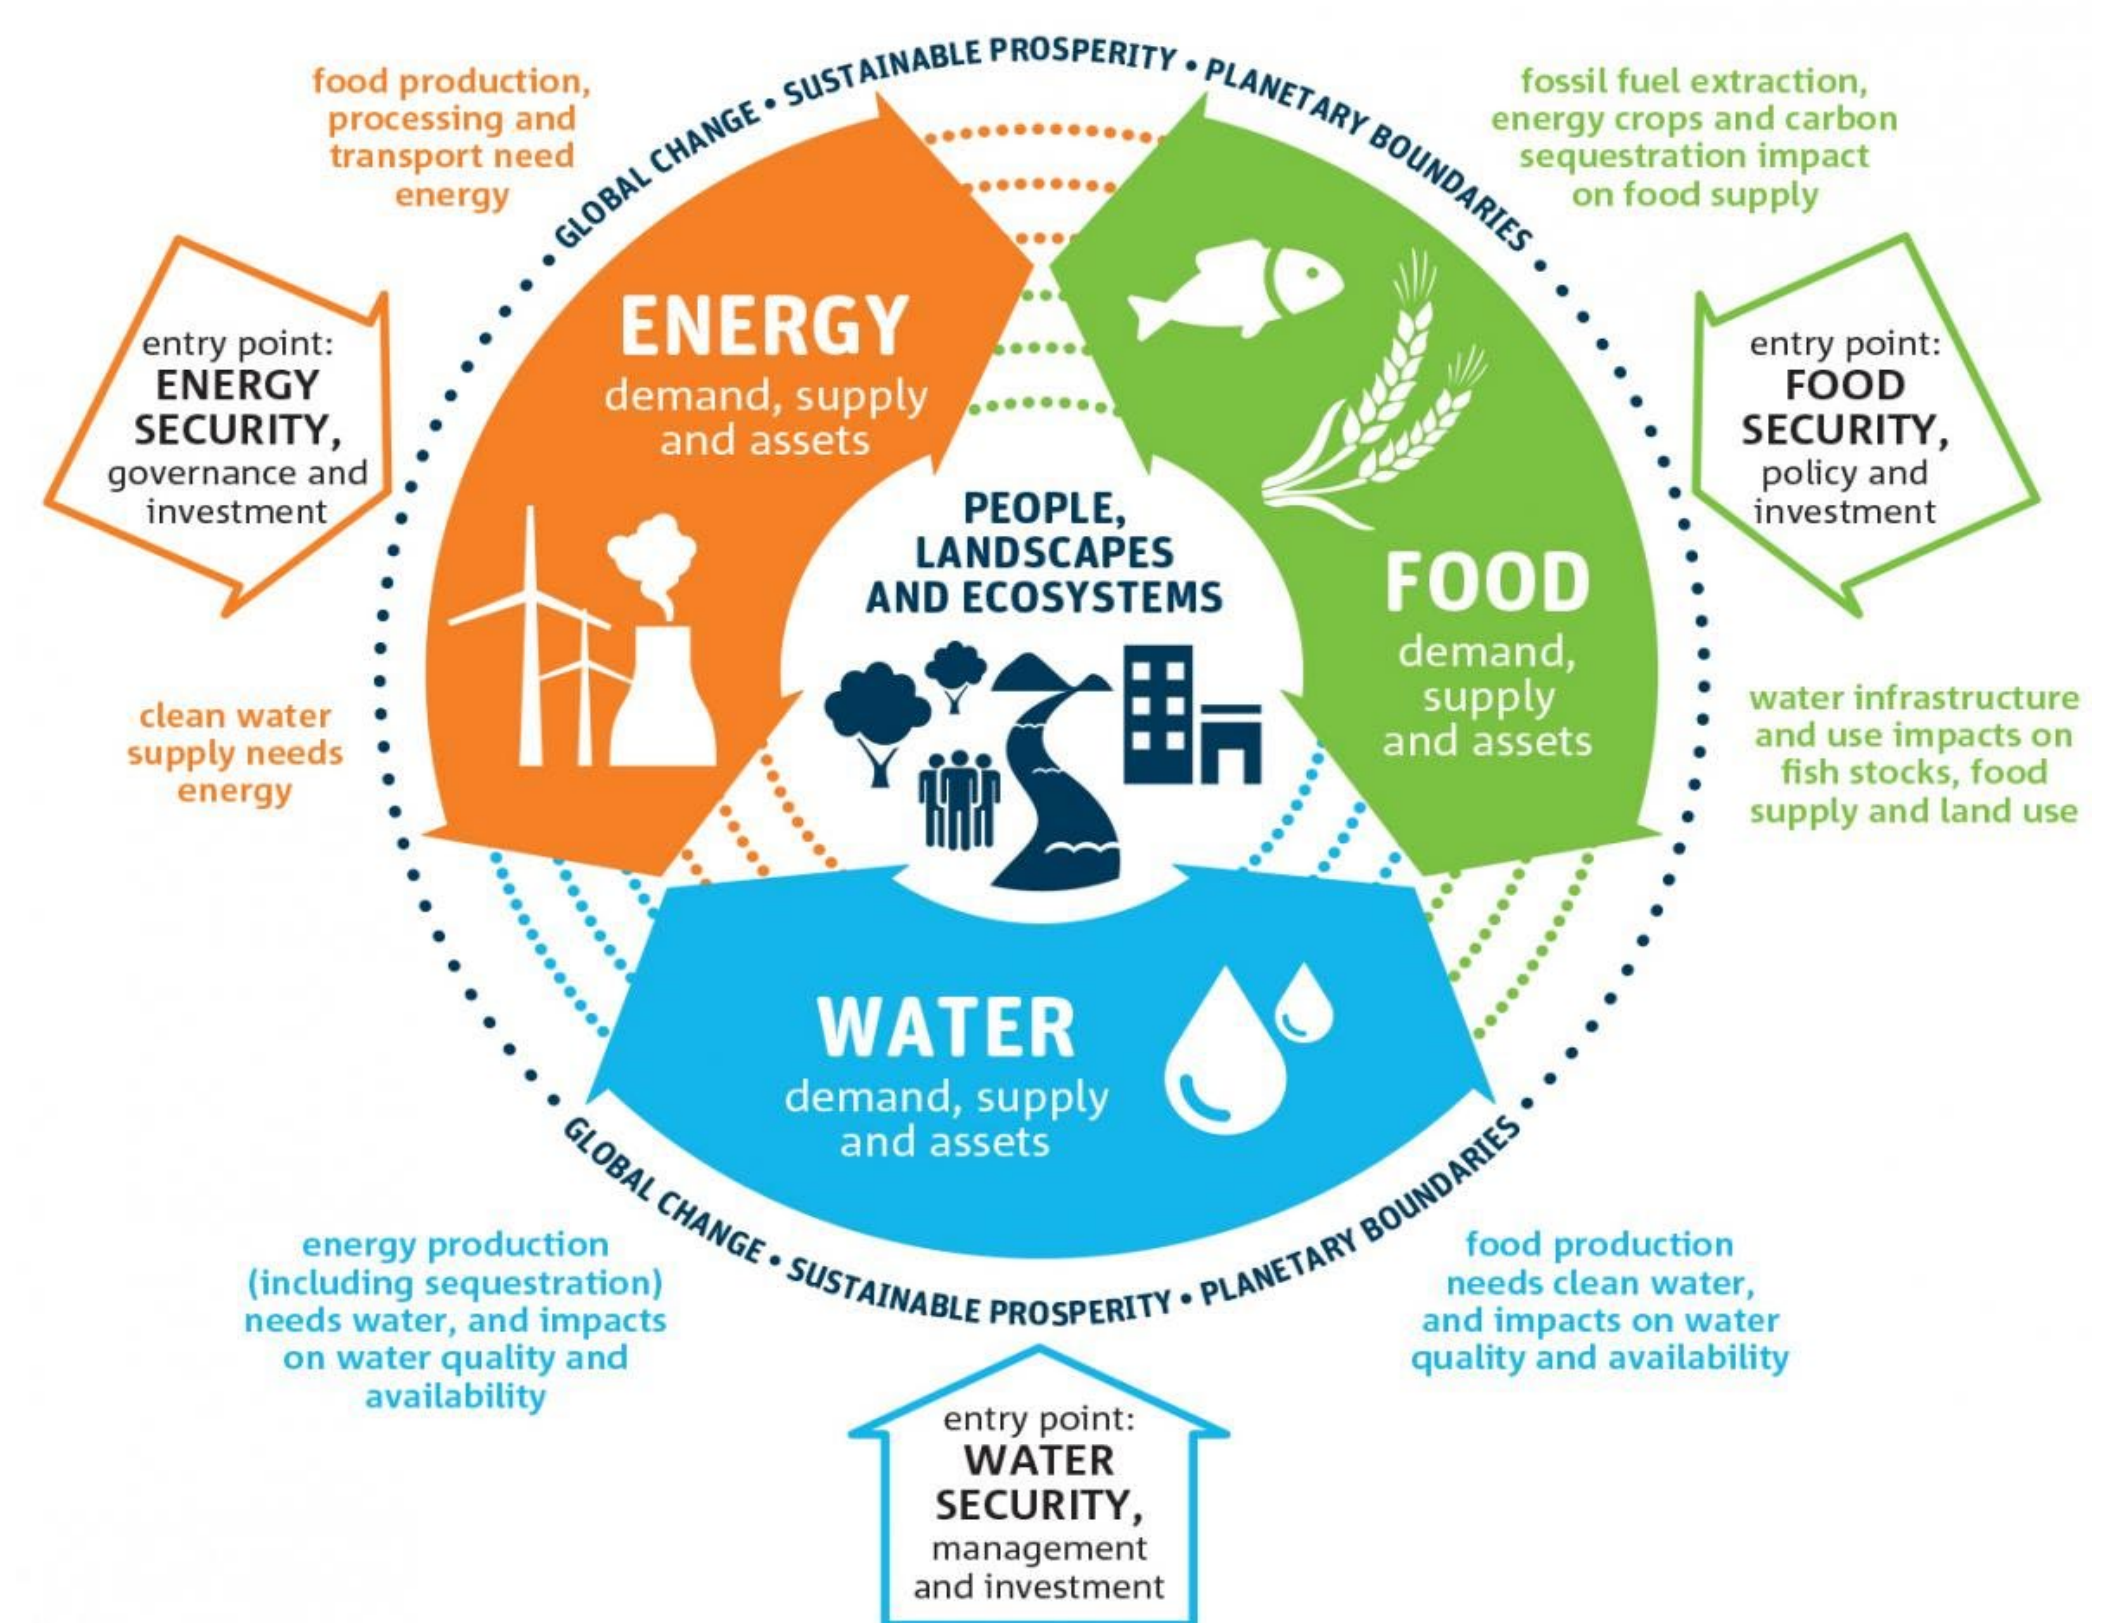 GLOBAL CHANGE • SUSTAINABLE PROSPERITY • PLANETARY BOUNDARIES
food production,
processing and
transport need
energy
fossil fuel extraction,
energy crops and carbon
sequestration impact
on food supply
entry point:
ENERGY
SECURITY,
governance and
investment
ENERGY
demand, supply
and assets
PEOPLE,
LANDSCAPES
AND ECOSYSTEMS
FOOD
demand,
supply
and assets
entry point:
FOOD
SECURITY,
policy and
investment
clean water
supply needs
energy
water infrastructure
and use impacts on
fish stocks, food
supply and land use
WATER
demand, supply
and assets
GLOBAL CHANGE • SUSTAINABLE PROSPERITY • PLANETARY BOUNDARIES
energy production
(including sequestration)
needs water, and impacts
on water quality and
availability
food production
needs clean water,
and impacts on water
quality and availability
entry point:
WATER
SECURITY,
management
and investment